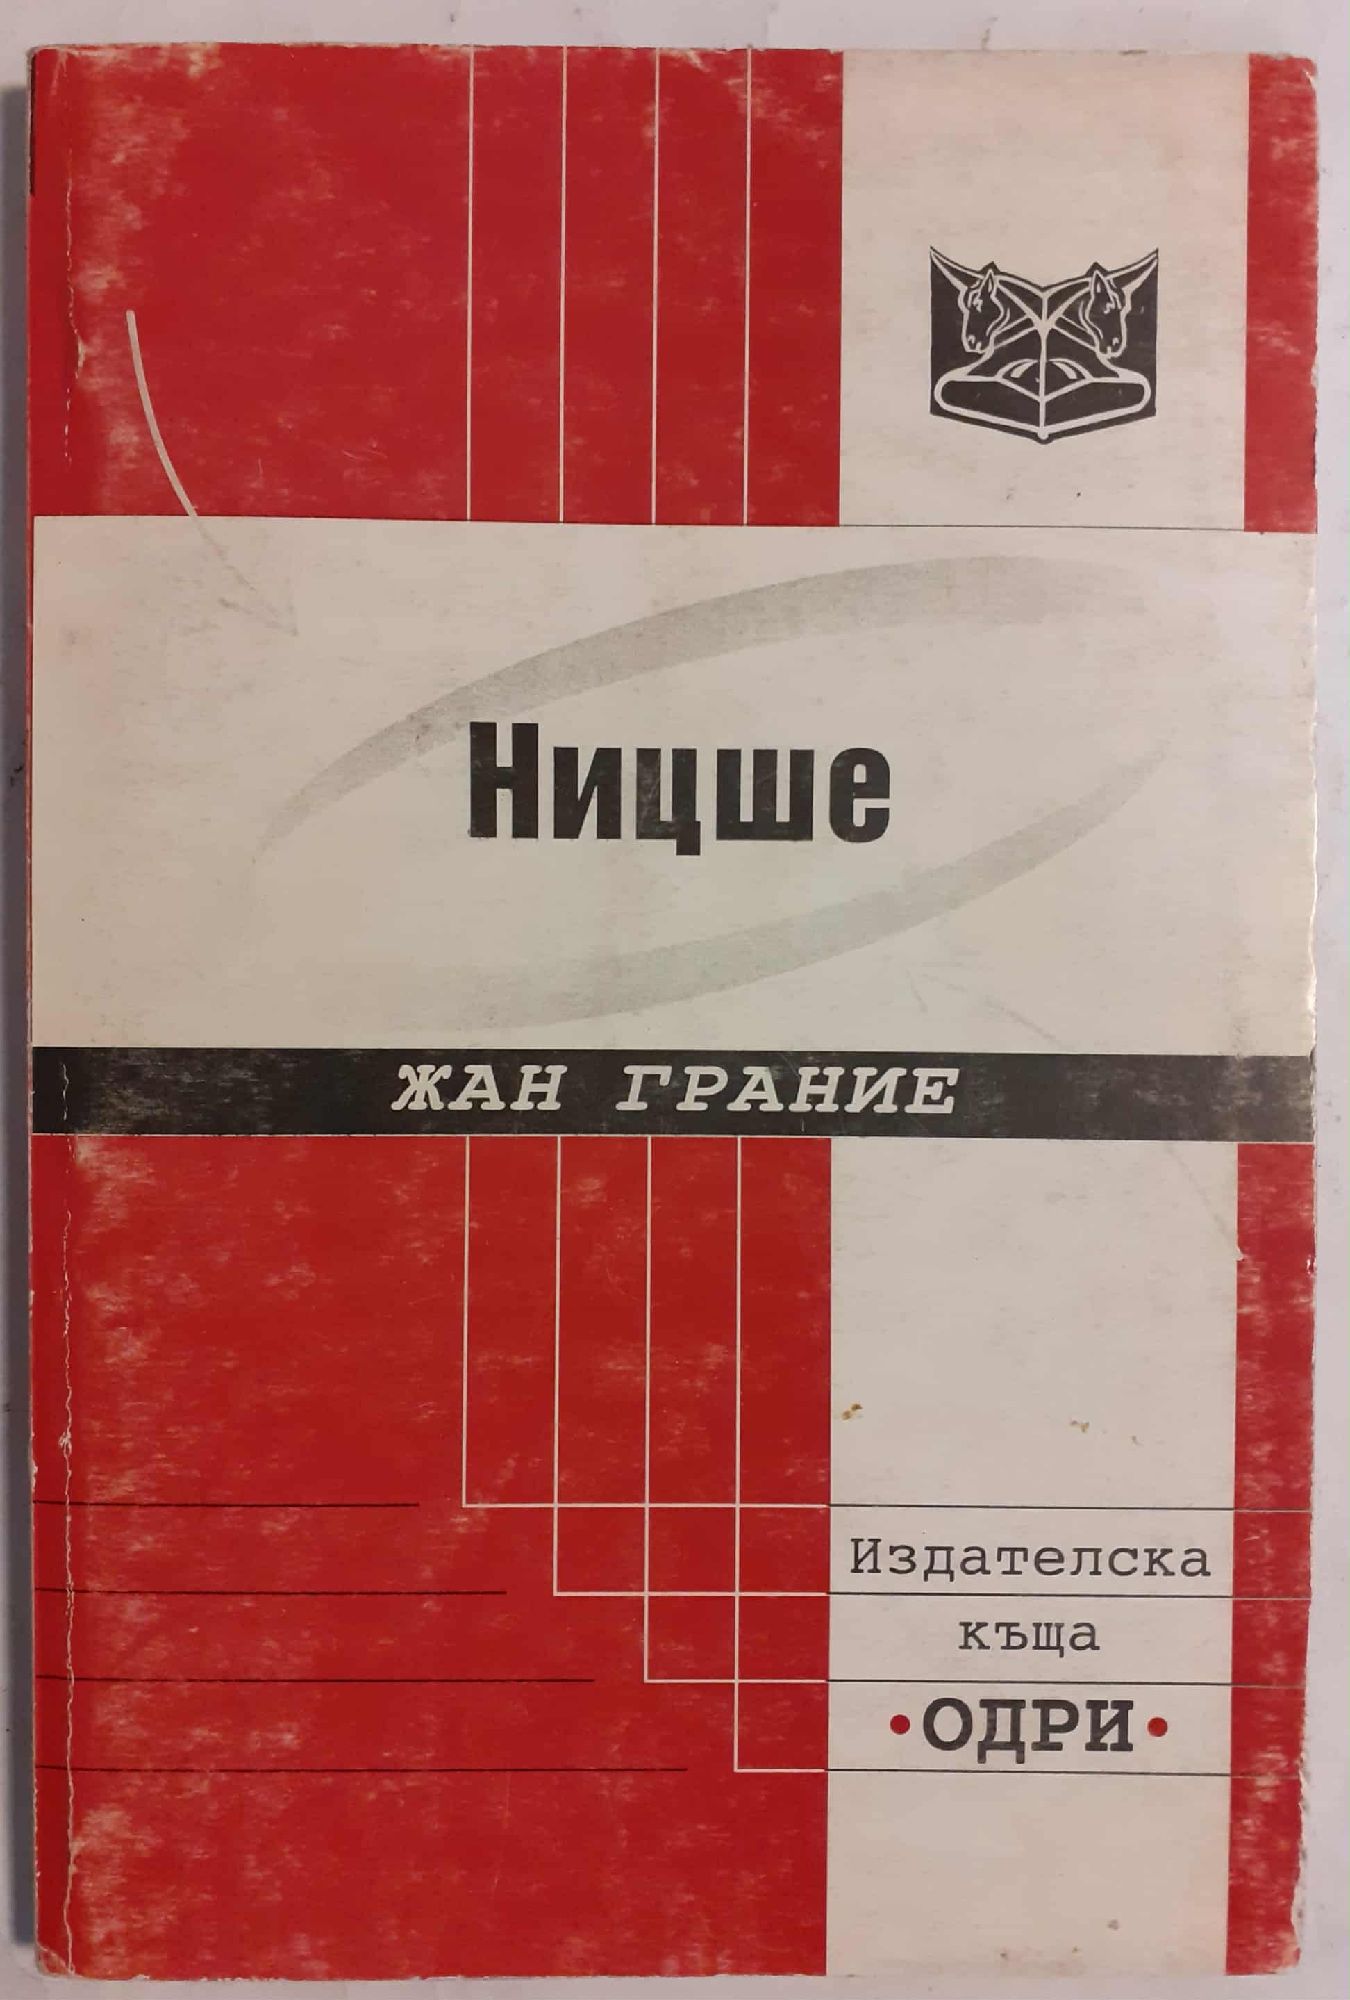 Ницше
ЖАН ГРАНИЕ
Издателска
къща
•ОДРИ•